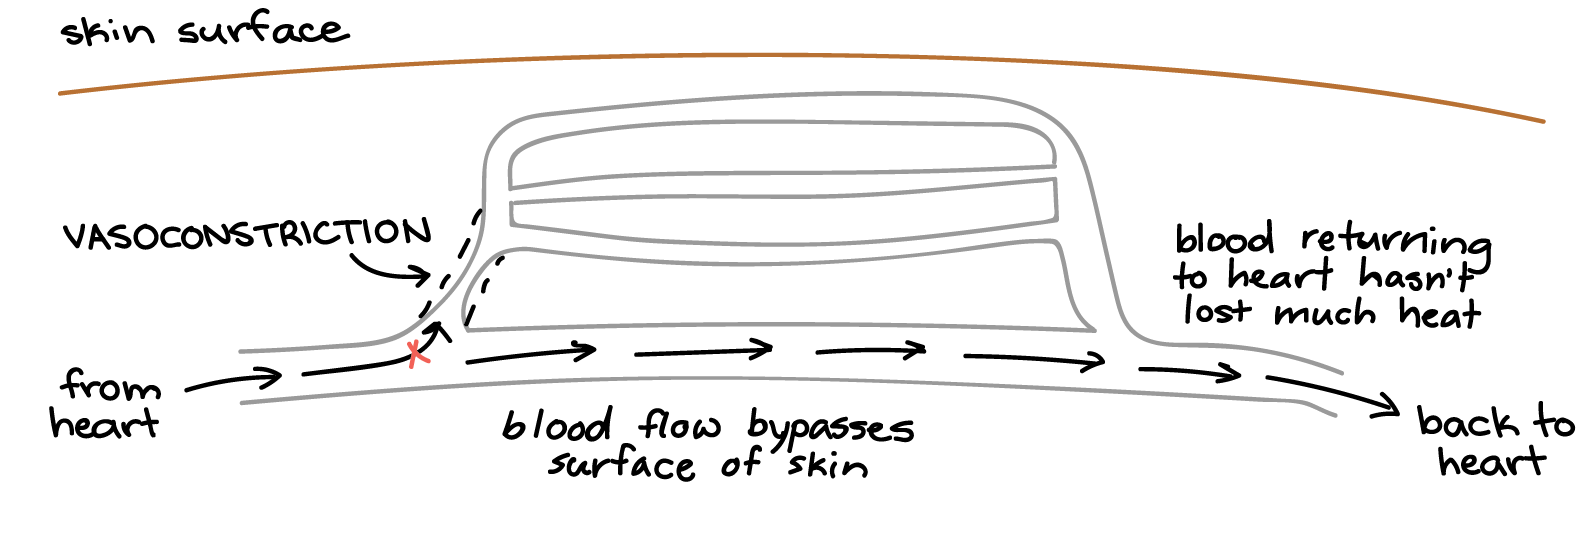 skin surface
VASOCONSTRICTION
blood returning
to heart hasn't
lost much heat
from
heart
blood flow bypasses
surface of skin
back to
heart